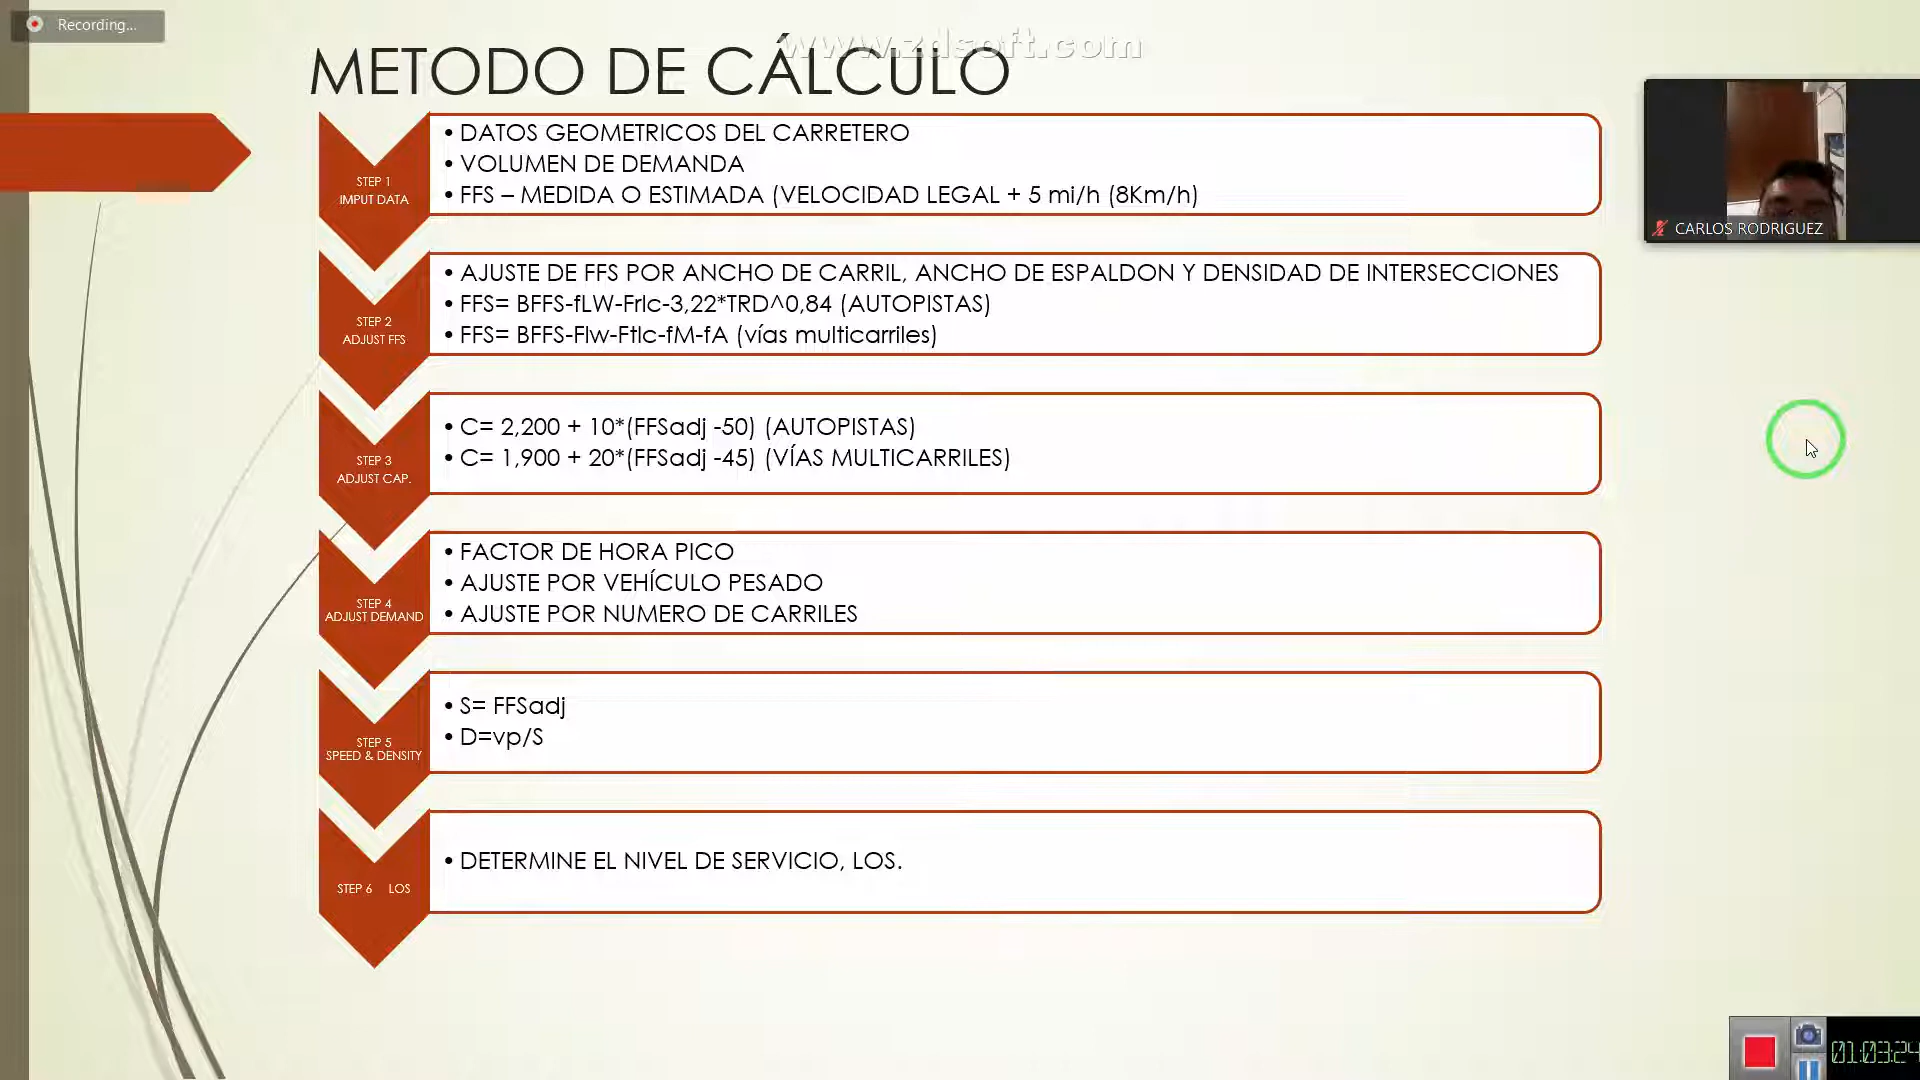 Recording...
www.zdsoft.com
METODO DE CÁLCULO
STEP 1
IMPUT DATA
• DATOS GEOMETRICOS DEL CARRETERO
• VOLUMEN DE DEMANDA
• FFS – MEDIDA O ESTIMADA (VELOCIDAD LEGAL + 5 mi/h (8Km/h)
CARLOS RODRIGUEZ
STEP 2
ADJUST FFS
• AJUSTE DE FFS POR ANCHO DE CARRIL, ANCHO DE ESPALDON Y DENSIDAD DE INTERSECCIONES
• FFS= BFFS-fLW-Frlc-3,22*TRD^0,84 (AUTOPISTAS)
• FFS= BFFS-Flw-Ftlc-fM-fA (vías multicarriles)
STEP 3
ADJUST CAP.
• C= 2,200 + 10*(FFSadj -50) (AUTOPISTAS)
• C= 1,900 + 20*(FFSadj -45) (VÍAS MULTICARRILES)
STEP 4
ADJUST DEMAND
• FACTOR DE HORA PICO
• AJUSTE POR VEHÍCULO PESADO
• AJUSTE POR NUMERO DE CARRILES
STEP 5
SPEED & DENSITY
• S= FFSadj
• D=vp/S
STEP 6 LOS
• DETERMINE EL NIVEL DE SERVICIO, LOS.
01:03:24